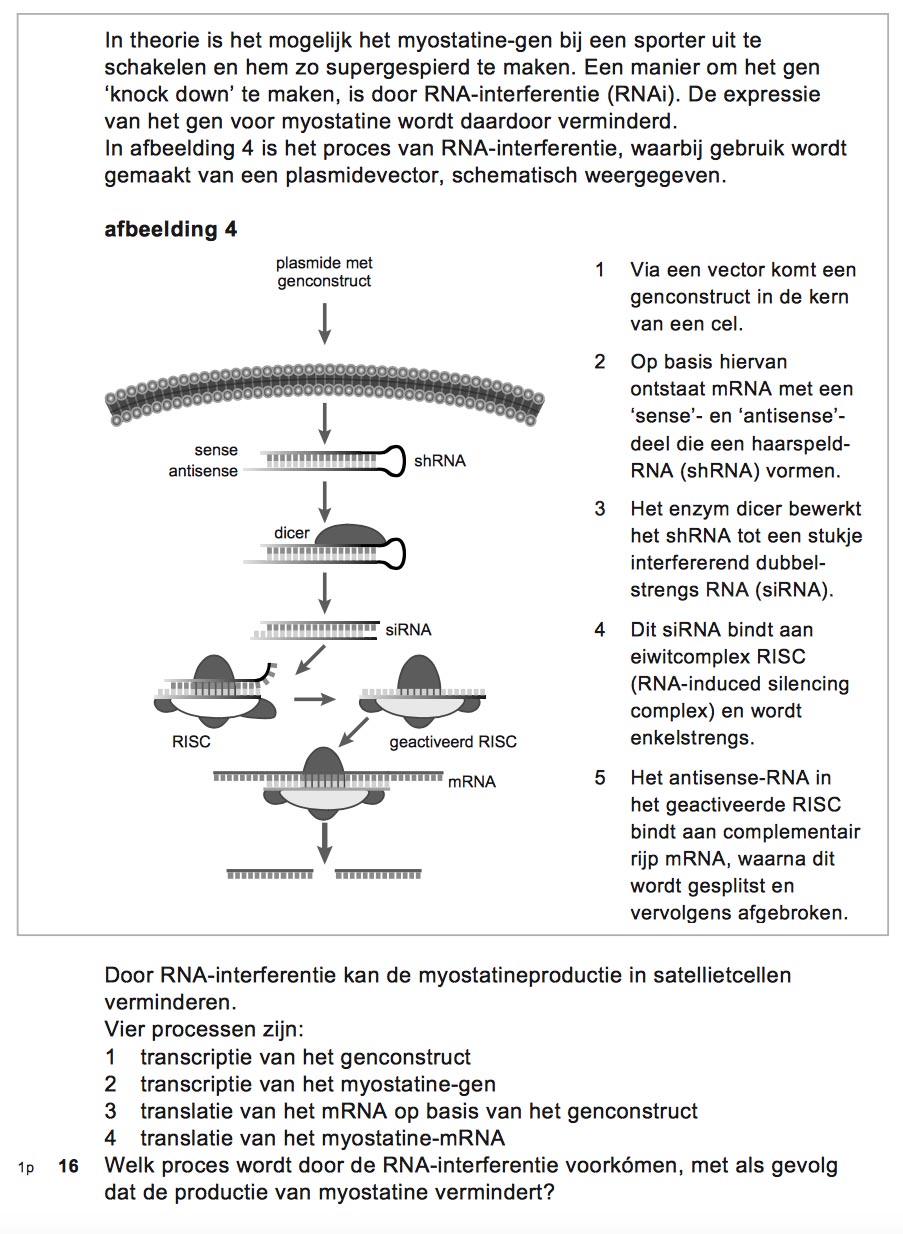 In theorie is het mogelijk het myostatine-gen bij een sporter uit te
schakelen en hem zo supergespierd te maken. Een manier om het gen
‘knock down’ te maken, is door RNA-interferentie (RNAi). De expressie
van het gen voor myostatine wordt daardoor verminderd.
In afbeelding 4 is het proces van RNA-interferentie, waarbij gebruik wordt
gemaakt van een plasmidevector, schematisch weergegeven.
afbeelding 4
plasmide met
genconstruct
sense
antisense
shRNA
dicer
siRNA
RISC
geactiveerd RISC
mRNA
1 Via een vector komt een
genconstruct in de kern
van een cel.
2 Op basis hiervan
ontstaat mRNA met een
‘sense’- en ‘antisense’-
deel die een haarspeld-
RNA (shRNA) vormen.
3 Het enzym dicer bewerkt
het shRNA tot een stukje
interfererend dubbel-
strengs RNA (siRNA).
4 Dit siRNA bindt aan
eiwitcomplex RISC
(RNA-induced silencing
complex) en wordt
enkelstrengs.
5 Het antisense-RNA in
het geactiveerde RISC
bindt aan complementair
rijp mRNA, waarna dit
wordt gesplitst en
vervolgens afgebroken.
Door RNA-interferentie kan de myostatineproductie in satellietcellen
verminderen.
Vier processen zijn:
1 transcriptie van het genconstruct
2 transcriptie van het myostatine-gen
3 translatie van het mRNA op basis van het genconstruct
4 translatie van het myostatine-mRNA
1p 16 Welk proces wordt door de RNA-interferentie voorkómen, met als gevolg
dat de productie van myostatine vermindert?